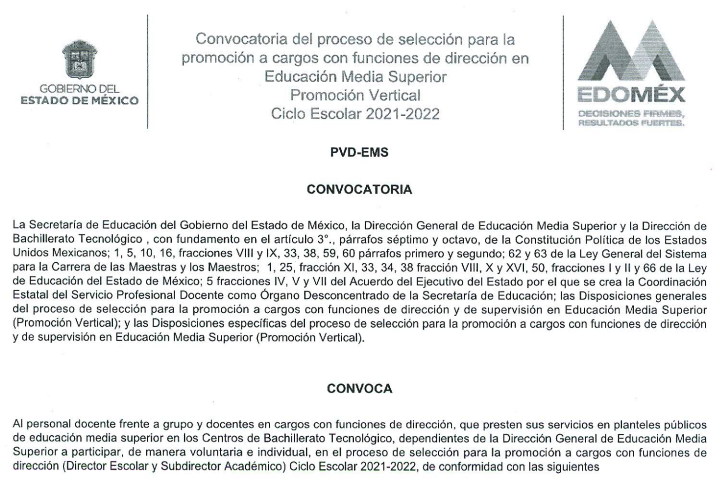 GOBIERNO DEL
ESTADO DE MÉXICO
Convocatoria del proceso de selección para la
promoción a cargos con funciones de dirección en
Educación Media Superior
Promoción Vertical
Ciclo Escolar 2021-2022
EDOMÉX
DECISIONES FIRMES,
RESULTADOS FUERTES.
PVD-EMS
CONVOCATORIA
La Secretaría de Educación del Gobierno del Estado de México, la Dirección General de Educación Media Superior y la Dirección de
Bachillerato Tecnológico , con fundamento en el artículo 3°., párrafos séptimo y octavo, de la Constitución Política de los Estados
Unidos Mexicanos; 1, 5, 10, 16, fracciones VIII y IX, 33, 38, 59, 60 párrafos primero y segundo; 62 y 63 de la Ley General del Sistema
para la Carrera de las Maestras y los Maestros; 1, 25, fracción XI, 33, 34, 38 fracción VIII, X y XVI, 50, fracciones I y II y 66 de la Ley
de Educación del Estado de México; 5 fracciones IV, V y VII del Acuerdo del Ejecutivo del Estado por el que se crea la Coordinación
Estatal del Servicio Profesional Docente como Órgano Desconcentrado de la Secretaría de Educación; las Disposiciones generales
del proceso de selección para la promoción a cargos con funciones de dirección y de supervisión en Educación Media Superior
(Promoción Vertical); y las Disposiciones específicas del proceso de selección para la promoción a cargos con funciones de dirección
y de supervisión en Educación Media Superior (Promoción Vertical).
CONVOCA
Al personal docente frente a grupo y docentes en cargos con funciones de dirección, que presten sus servicios en planteles públicos
de educación media superior en los Centros de Bachillerato Tecnológico, dependientes de la Dirección General de Educación Media
Superior a participar, de manera voluntaria e individual, en el proceso de selección para la promoción a cargos con funciones de
dirección (Director Escolar y Subdirector Académico) Ciclo Escolar 2021-2022, de conformidad con las siguientes